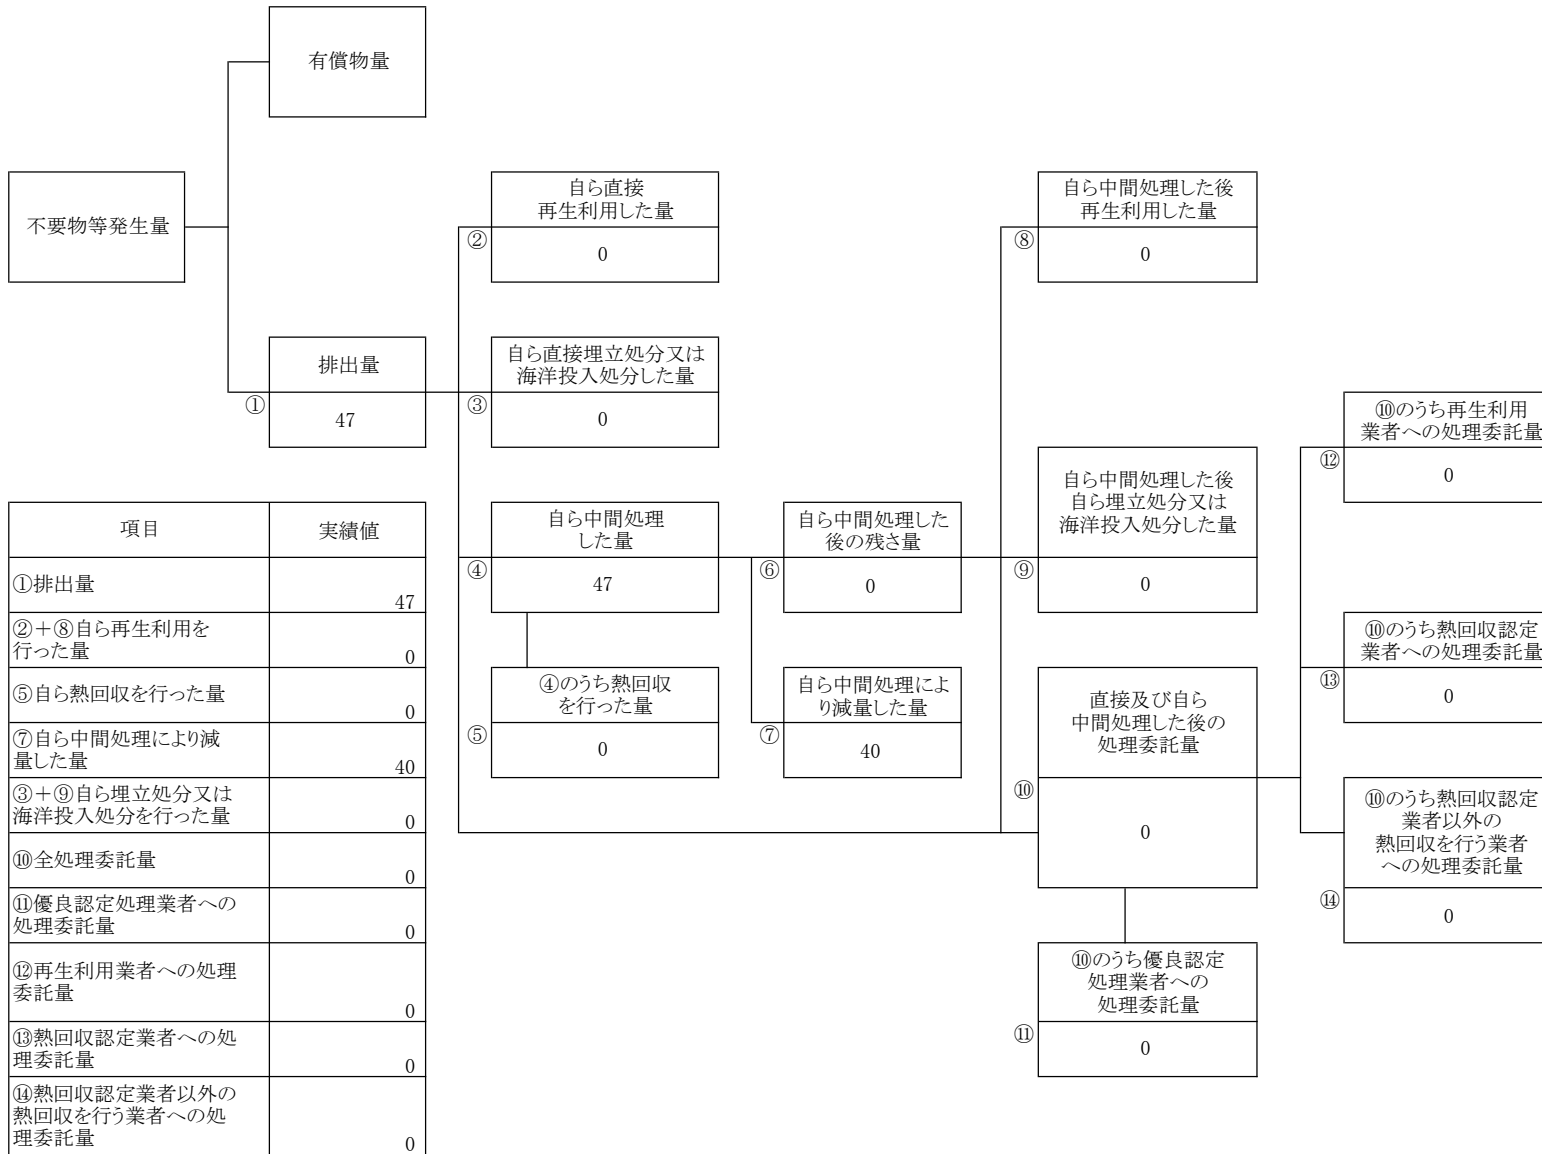 有償物量
不要物等発生量
自ら直接
再生利用した量
②
0
自ら中間処理した後
再生利用した量
⑧
0
排出量
①
47
自ら直接埋立処分又は
海洋投入処分した量
③
0
⑩のうち再生利用
業者への処理委託量
⑫
0
自ら中間処理
した量
④
47
自ら中間処理した
後の残さ量
⑥
0
自ら中間処理した後
自ら埋立処分又は
海洋投入処分した量
⑨
0
⑩のうち熱回収認定
業者への処理委託量
⑬
0
④のうち熱回収
を行った量
⑤
0
自ら中間処理によ
り減量した量
⑦
40
直接及び自ら
中間処理した後の
処理委託量
⑩
0
⑩のうち熱回収認定
業者以外の
熱回収を行う業者
への処理委託量
⑭
0
⑩のうち優良認定
処理業者への
処理委託量
⑪
0
項目 実績値
①排出量
47
②+⑧自ら再生利用を
行った量
0
⑤自ら熱回収を行った量
0
⑦自ら中間処理により減
量した量
40
③+⑨自ら埋立処分又は
海洋投入処分を行った量
0
⑩全処理委託量
0
⑪優良認定処理業者への
処理委託量
0
⑫再生利用業者への処理
委託量
0
⑬熱回収認定業者への処
理委託量
0
⑭熱回収認定業者以外の
熱回収を行う業者への処
理委託量
0